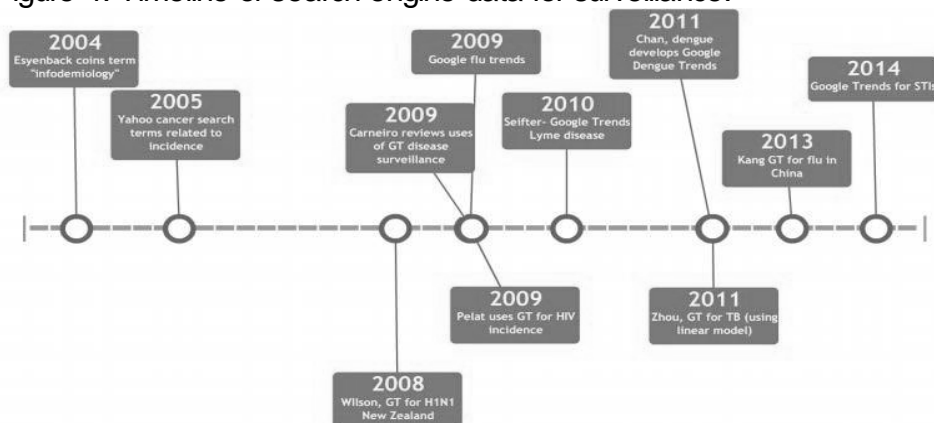 igure 4. Timeline of search engine data for surveillance.
2004
Esyenback coins term
"infodemiology"
2005
Yahoo cancer search
terms related to
incidence
2009
Carneiro reviews uses
of GT disease
surveillance
2009
Google flu trends
2010
Seifter- Google Trends
Lyme disease
2011
Chan, dengue
develops Google
Dengue Trends
2013
Kang GT for flu in
China
2014
Google Trends for STIs
2008
Wilson, GT for H1N1
New Zealand
2009
Pelat uses GT for HIV
incidence
2011
Zhou, GT for TB (using
linear model)